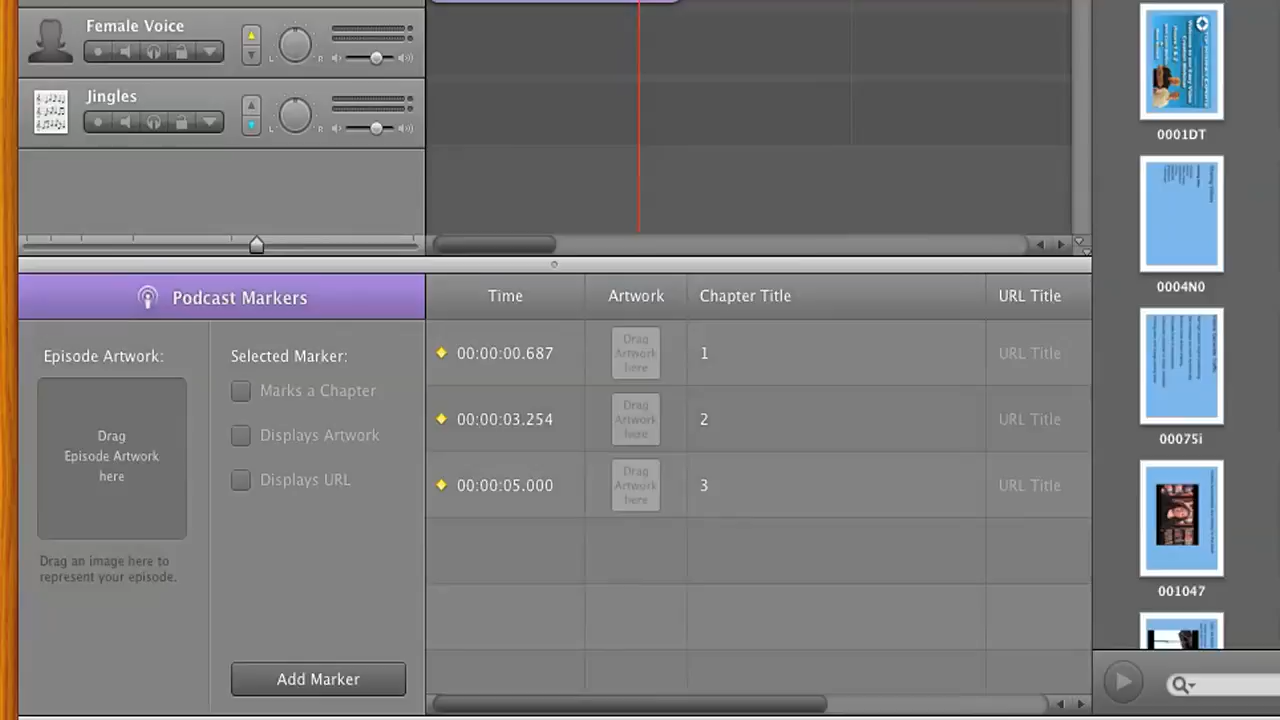 Female Voice
L R
Jingles
L R
Podcast Markers
Episode Artwork:
Drag
Episode Artwork
here
Drag an image here to
represent your episode.
Selected Marker:
Marks a Chapter
Displays Artwork
Displays URL
Add Marker
Time Artwork Chapter Title URL Title
00:00:00.687 Drag Artwork here 1 URL Title
00:00:03.254 Drag Artwork here 2 URL Title
00:00:05.000 Drag Artwork here 3 URL Title
0001DT
0004N0
00075i
001047